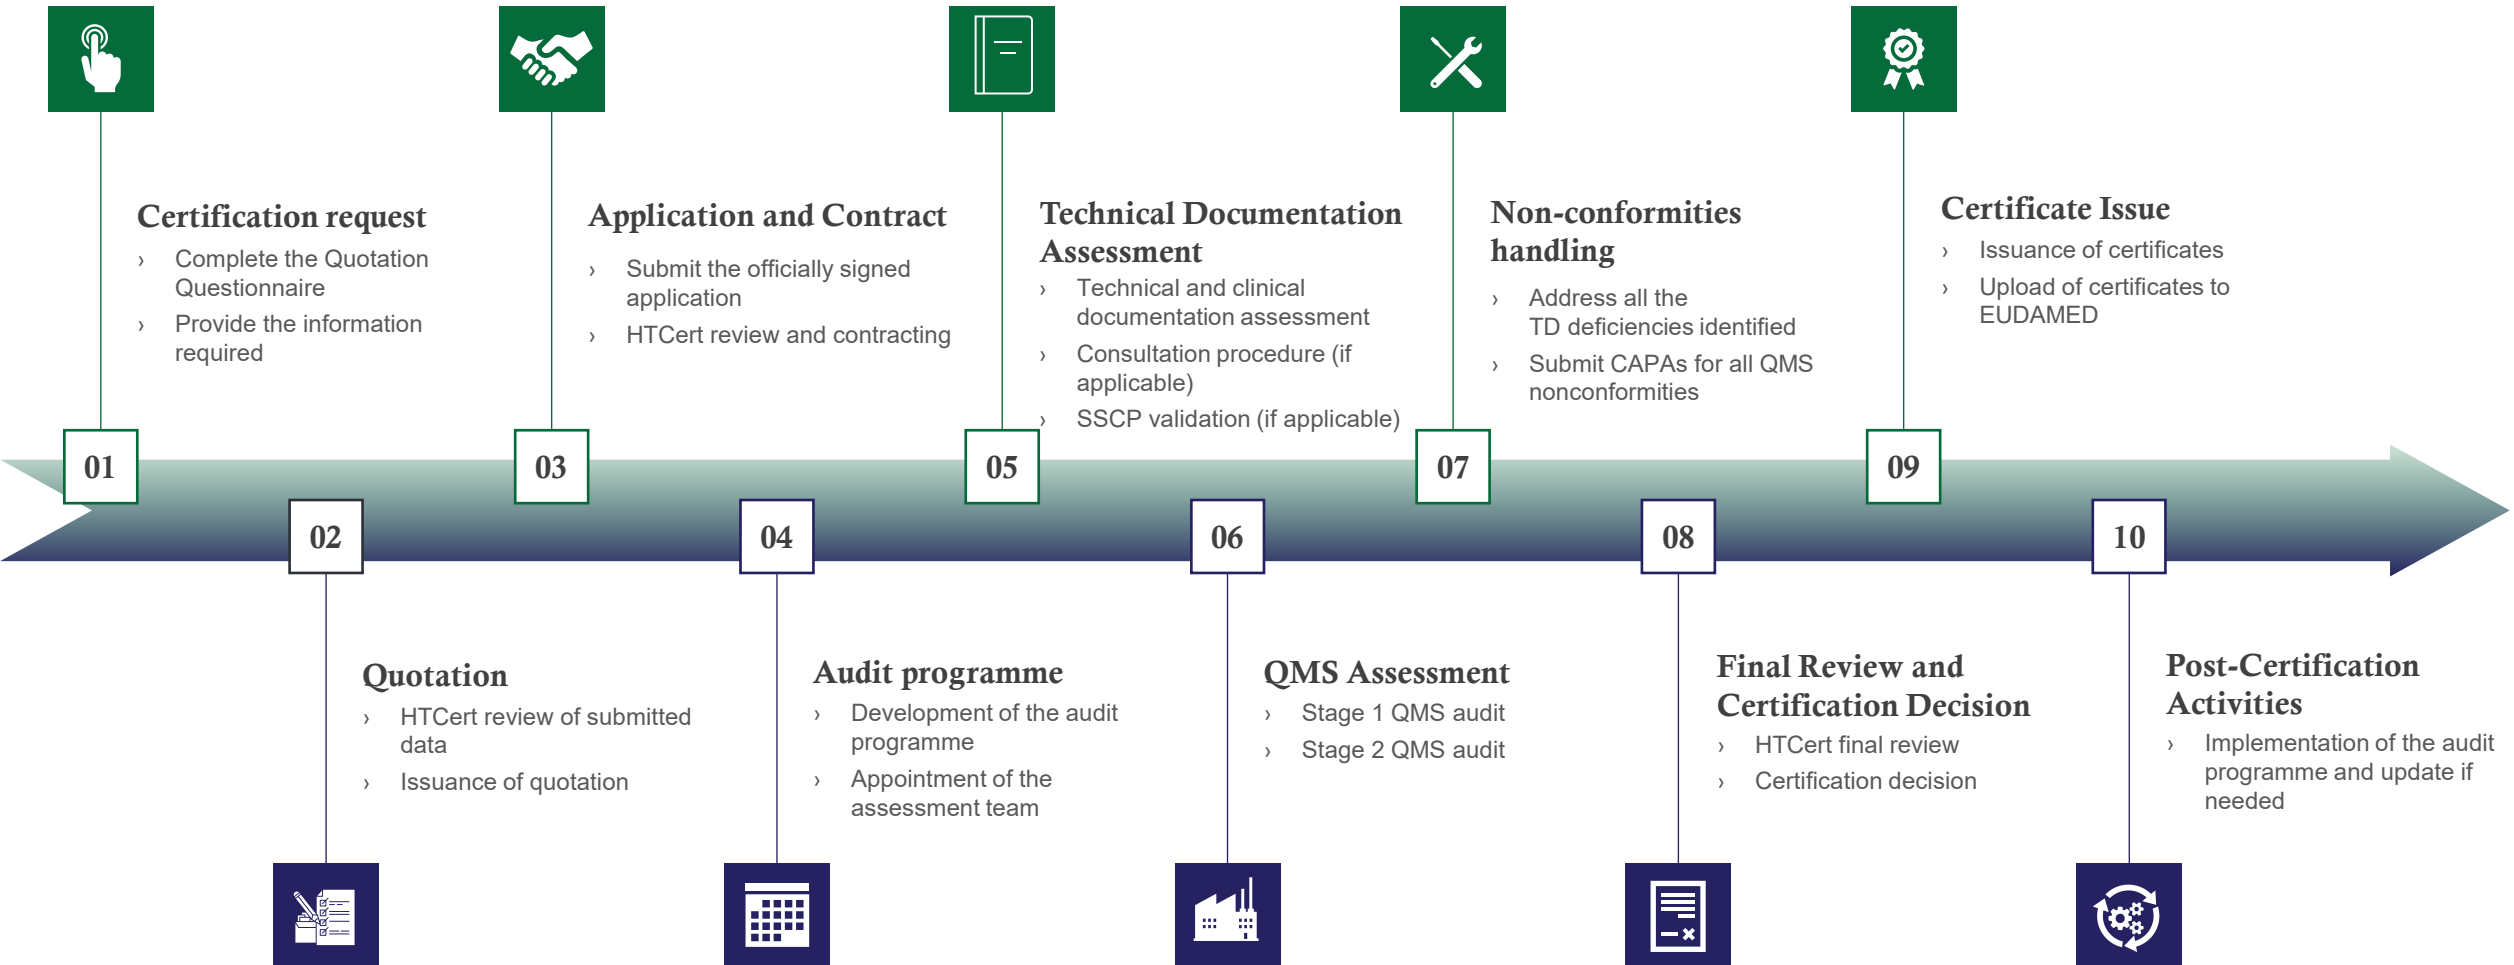 Certification request
› Complete the Quotation
Questionnaire
› Provide the information
required
01
Quotation
› HTCert review of submitted
data
› Issuance of quotation
02
Application and Contract
› Submit the officially signed
application
› HTCert review and contracting
03
Audit programme
› Development of the audit
programme
› Appointment of the
assessment team
04
Technical Documentation
Assessment
› Technical and clinical
documentation assessment
› Consultation procedure (if
applicable)
› SSCP validation (if applicable)
05
QMS Assessment
› Stage 1 QMS audit
› Stage 2 QMS audit
06
Non-conformities
handling
› Address all the
TD deficiencies identified
› Submit CAPAs for all QMS
nonconformities
07
Final Review and
Certification Decision
› HTCert final review
› Certification decision
08
Certificate Issue
› Issuance of certificates
› Upload of certificates to
EUDAMED
09
Post-Certification
Activities
› Implementation of the audit
programme and update if
needed
10